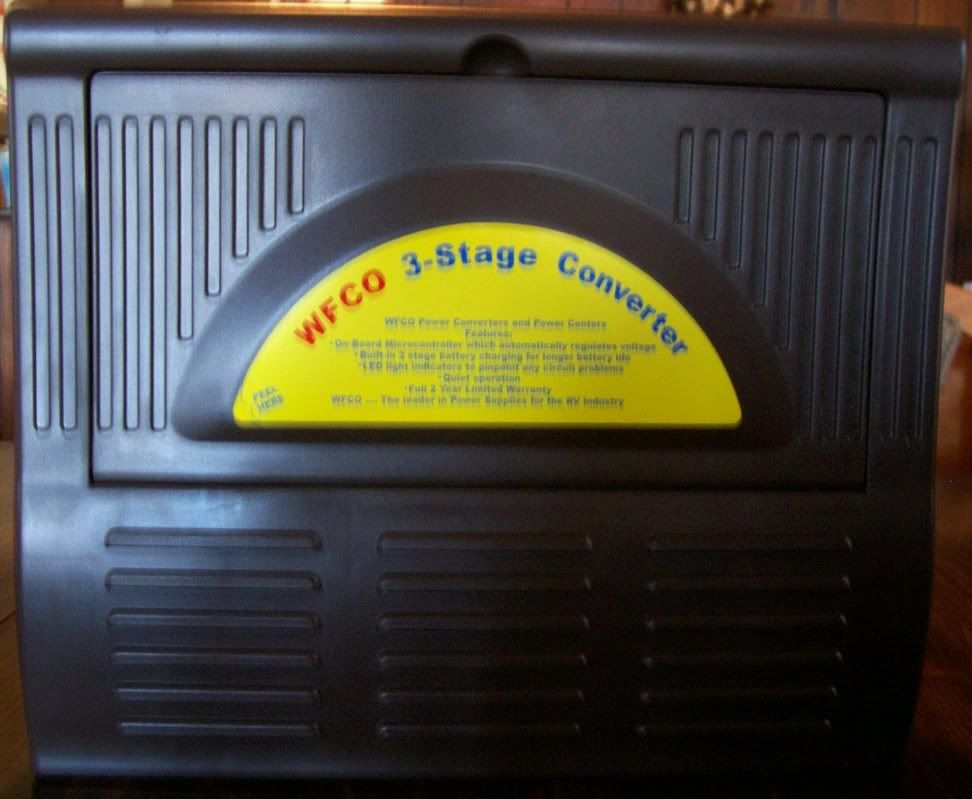 WFCO 3-Stage Converter
WFCO Power Converters and Power Centers
Features:
•On-Board Microcontroller which automatically regulates voltage
•Built-in 3 stage battery charging for longer battery life
•LED light indicators to pinpoint any circuit problems
•Quiet operation
•Full 2 Year Limited Warranty
WFCO .... The leader in Power Supplies for the RV industry
PEEL
HERE